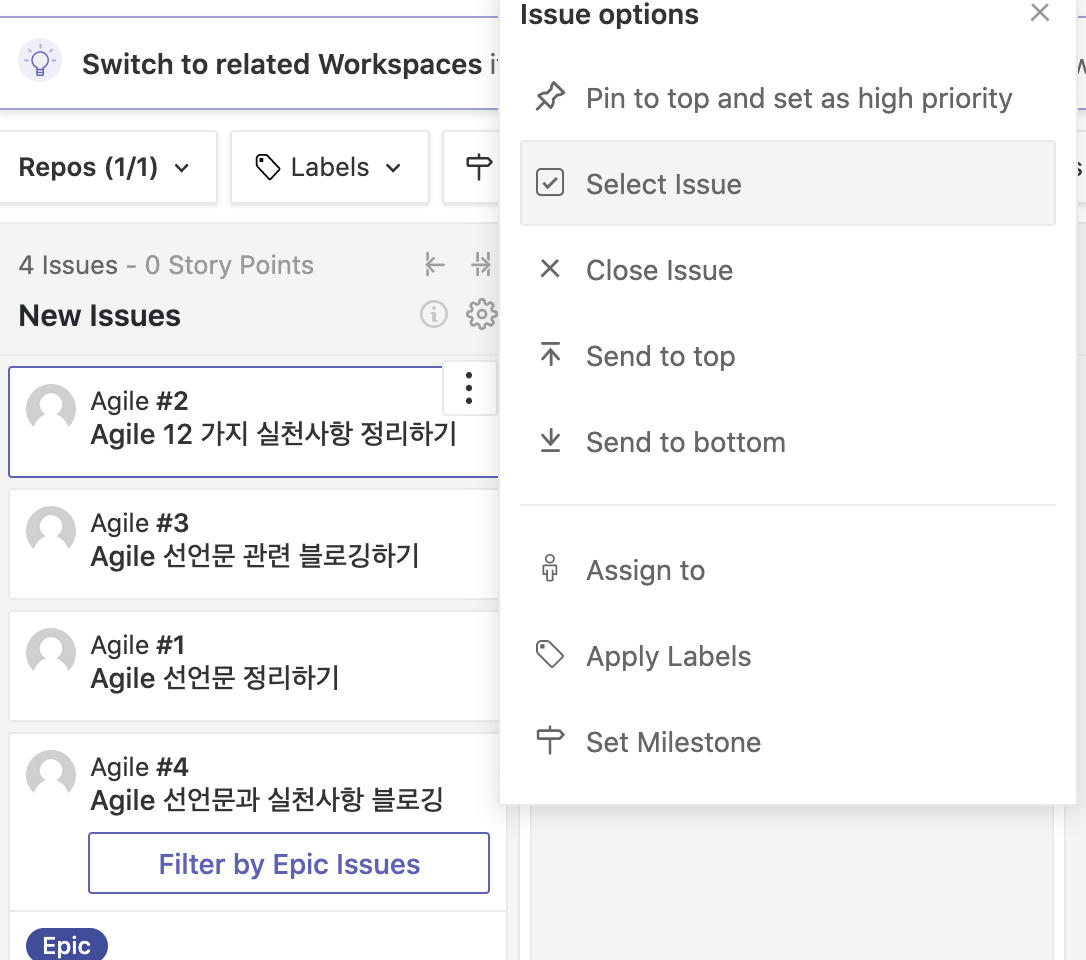 Issue options
Switch to related Workspaces
Pin to top and set as high priority
Repos (1/1)
Labels
Select Issue
4 Issues - 0 Story Points
New Issues
Close Issue
Send to top
Send to bottom
Assign to
Apply Labels
Set Milestone
Agile #2
Agile 12 가지 실천사항 정리하기
Agile #3
Agile 선언문 관련 블로깅하기
Agile #1
Agile 선언문 정리하기
Agile #4
Agile 선언문과 실천사항 블로깅
Filter by Epic Issues
Epic